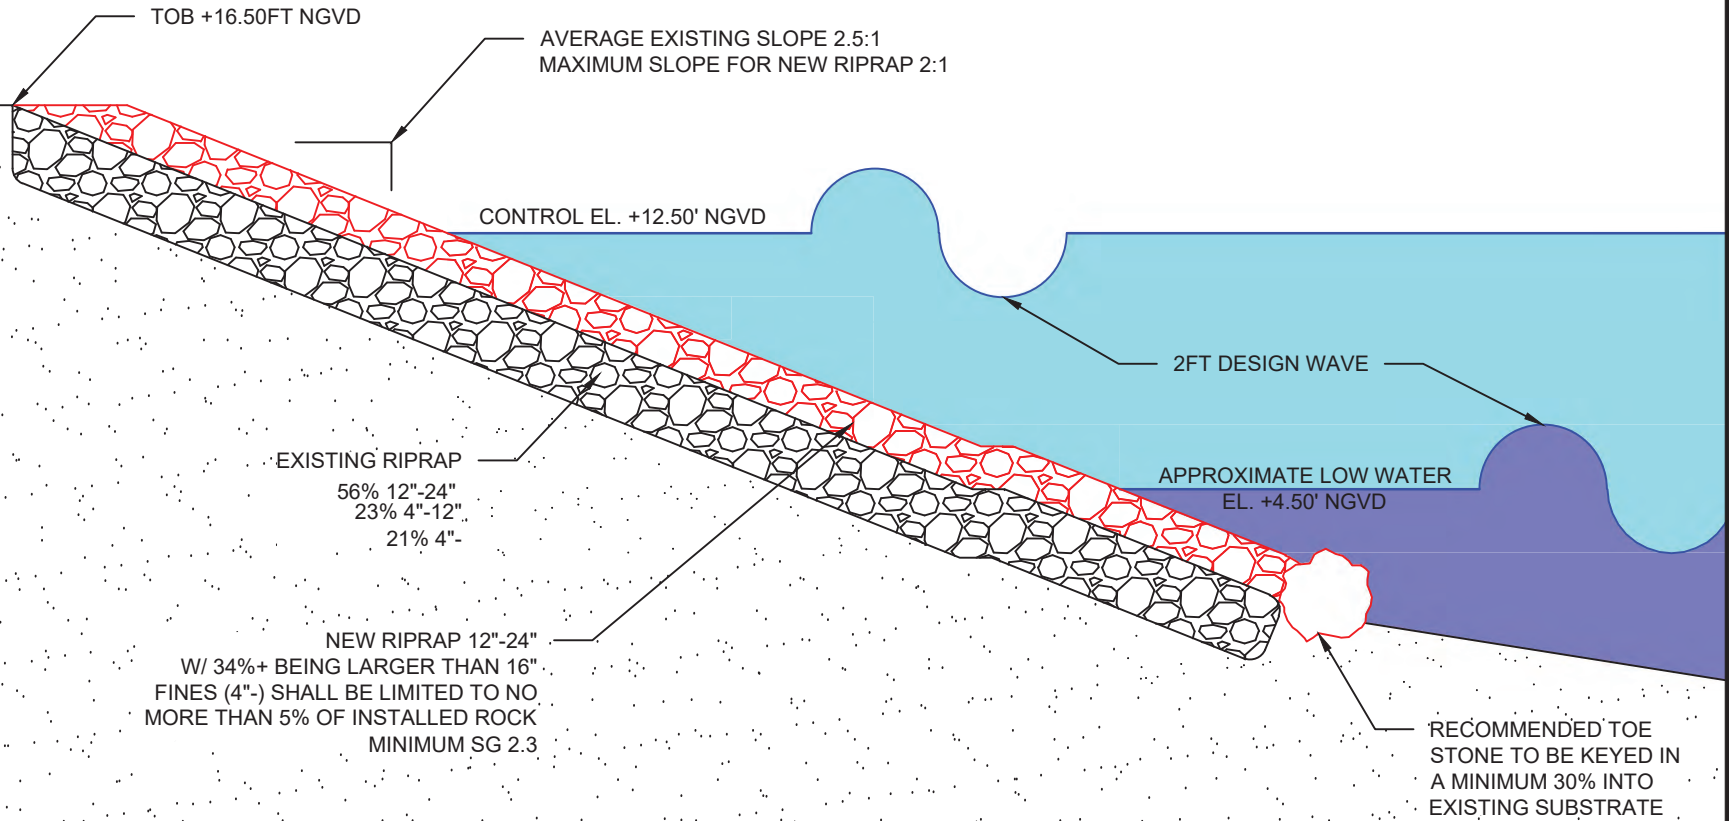 TOB +16.50FT NGVD
AVERAGE EXISTING SLOPE 2.5:1
MAXIMUM SLOPE FOR NEW RIPRAP 2:1
CONTROL EL. +12.50' NGVD
2FT DESIGN WAVE
EXISTING RIPRAP
56% 12"-24"
23% 4"-12"
21% 4"-
APPROXIMATE LOW WATER
EL. +4.50' NGVD
NEW RIPRAP 12"-24"
W/ 34%+ BEING LARGER THAN 16"
FINES (4"-) SHALL BE LIMITED TO NO
MORE THAN 5% OF INSTALLED ROCK
MINIMUM SG 2.3
RECOMMENDED TOE
STONE TO BE KEYED IN
A MINIMUM 30% INTO
EXISTING SUBSTRATE